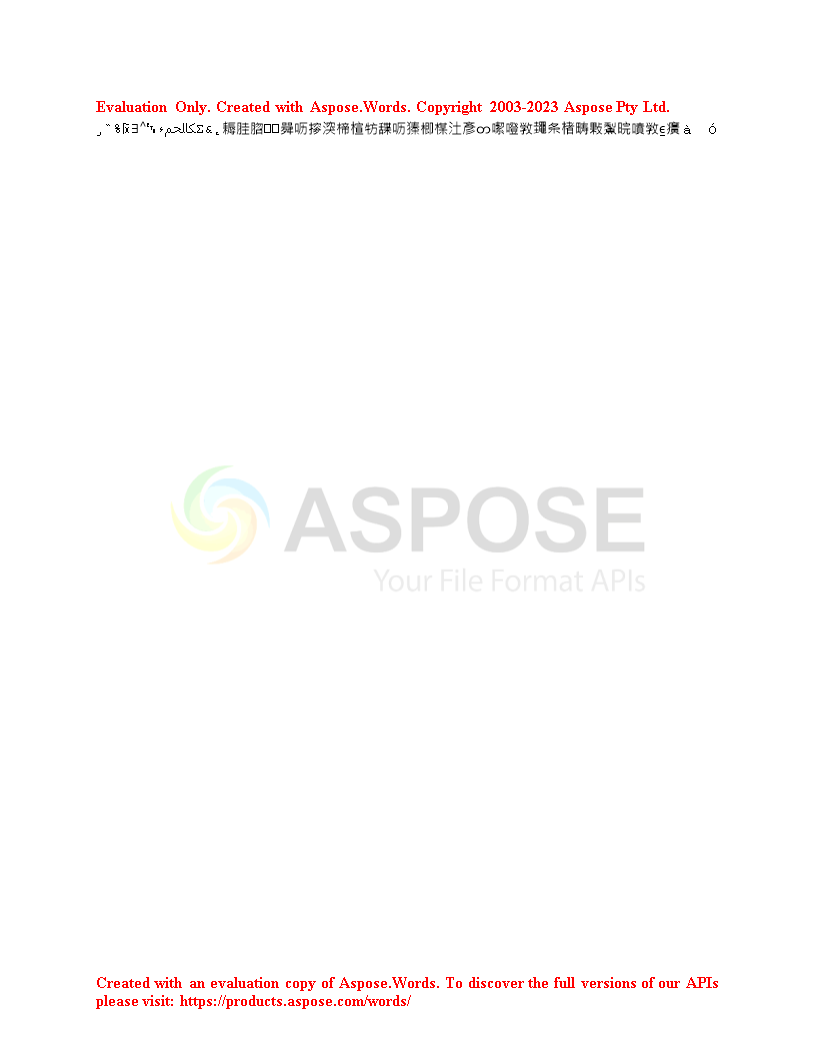 Evaluation Only. Created with Aspose.Words. Copyright 2003-2023 Aspose Pty Ltd.
ASPOSE
Your File Format APIs
Created with an evaluation copy of Aspose.Words. To discover the full versions of our APIs
please visit: https://products.aspose.com/words/